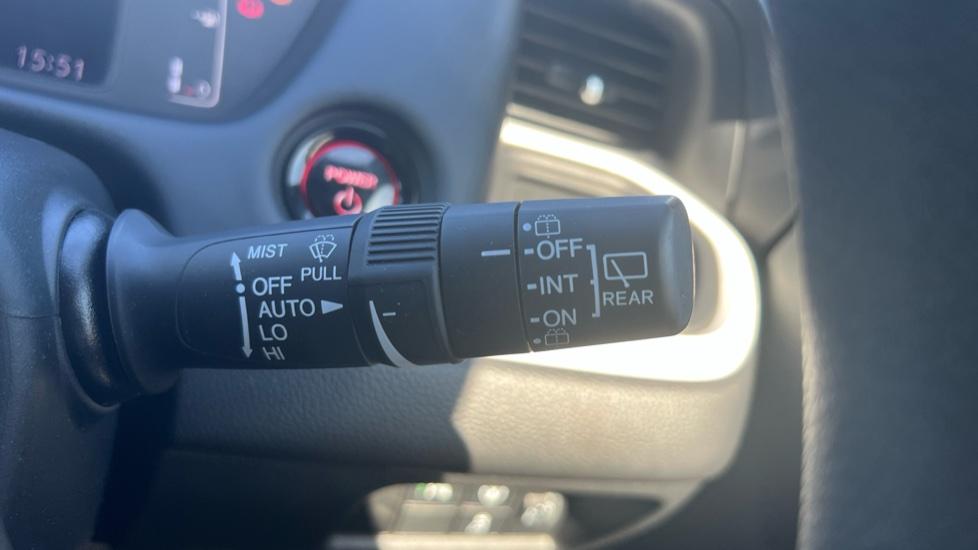 15:51
POWER
MIST
OFF
AUTO
LO
HI
PULL
OFF
INT
ON
REAR